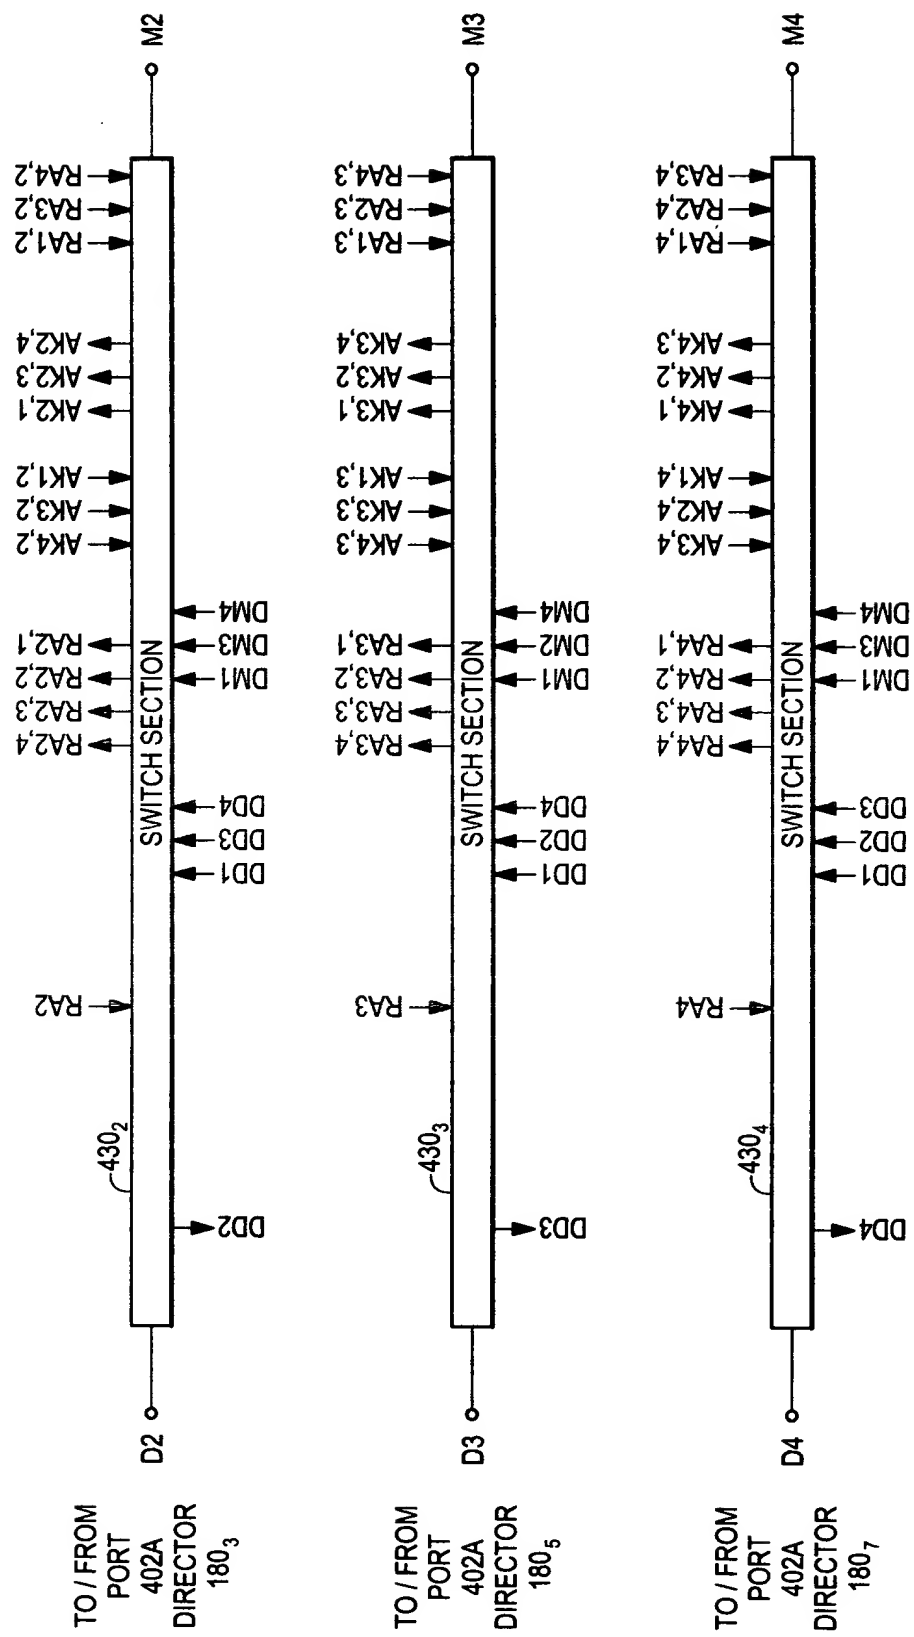 M2
RA4,2
RA3,2
RA1,2
AK2,4
AK2,3
AK2,1
AK1,2
AK3,2
AK4,2
RA2,1
RA2,2
RA2,3
RA2,4
SWITCH SECTION
DM4
DM3
DM1
DD4
DD3
DD1
RA2
430₂
DD2
D2
TO / FROM
PORT
402A
DIRECTOR
180₃
M3
RA4,3
RA2,3
RA1,3
AK3,4
AK3,2
AK3,1
AK1,3
AK3,3
AK4,3
RA3,1
RA3,2
RA3,3
RA3,4
SWITCH SECTION
DM4
DM2
DM1
DD4
DD2
DD1
RA3
430₃
DD3
D3
TO / FROM
PORT
402A
DIRECTOR
180₅
M4
RA3,4
RA2,4
RA1,4
AK4,3
AK4,2
AK4,1
AK1,4
AK2,4
AK3,4
RA4,1
RA4,2
RA4,3
RA4,4
SWITCH SECTION
DM4
DM3
DM1
DD3
DD2
DD1
RA4
430₄
DD4
D4
TO / FROM
PORT
402A
DIRECTOR
180₇